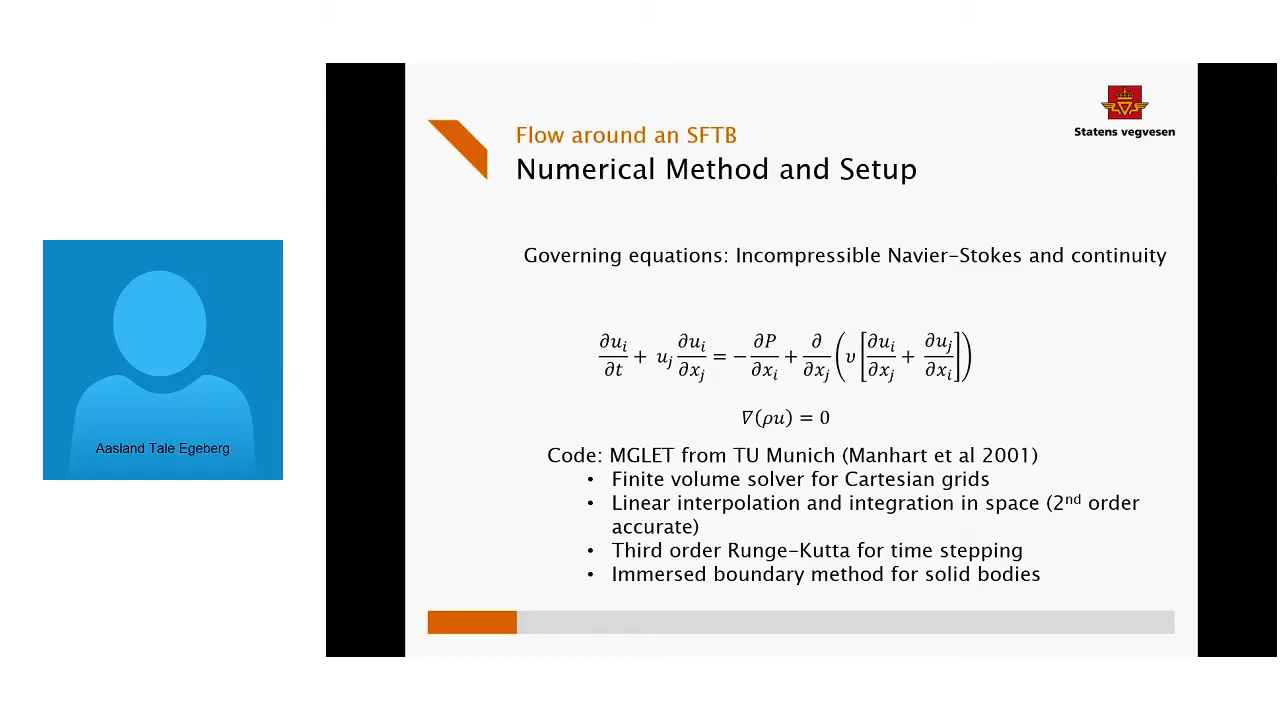 Statens vegvesen
Flow around an SFTB
Numerical Method and Setup
Governing equations: Incompressible Navier-Stokes and continuity
∂u_i/∂t + u_j ∂u_i/∂x_j = −∂P/∂x_i + ∂/∂x_j (υ[∂u_i/∂x_j + ∂u_j/∂x_i])
∇(ρu) = 0
Code: MGLET from TU Munich (Manhart et al 2001)
• Finite volume solver for Cartesian grids
• Linear interpolation and integration in space (2nd order
accurate)
• Third order Runge-Kutta for time stepping
• Immersed boundary method for solid bodies
Aasland Tale Egeberg